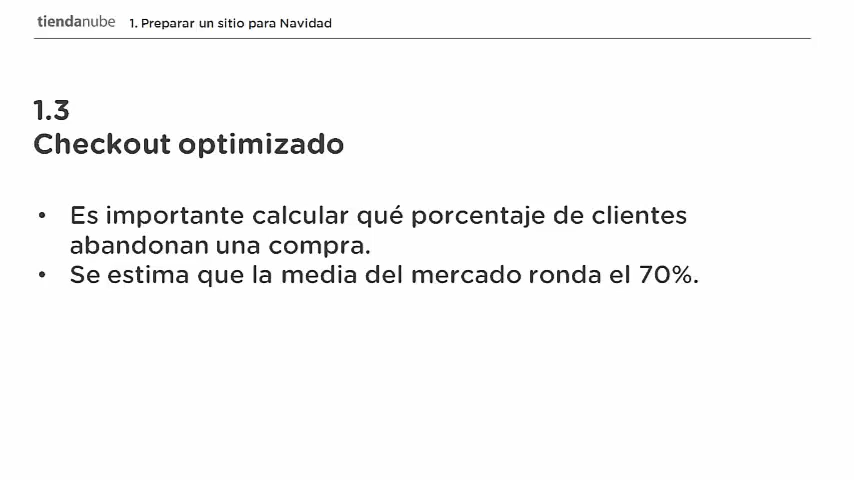 tiendanube 1. Preparar un sitio para Navidad
1.3
Checkout optimizado
• Es importante calcular qué porcentaje de clientes
abandonan una compra.
• Se estima que la media del mercado ronda el 70%.